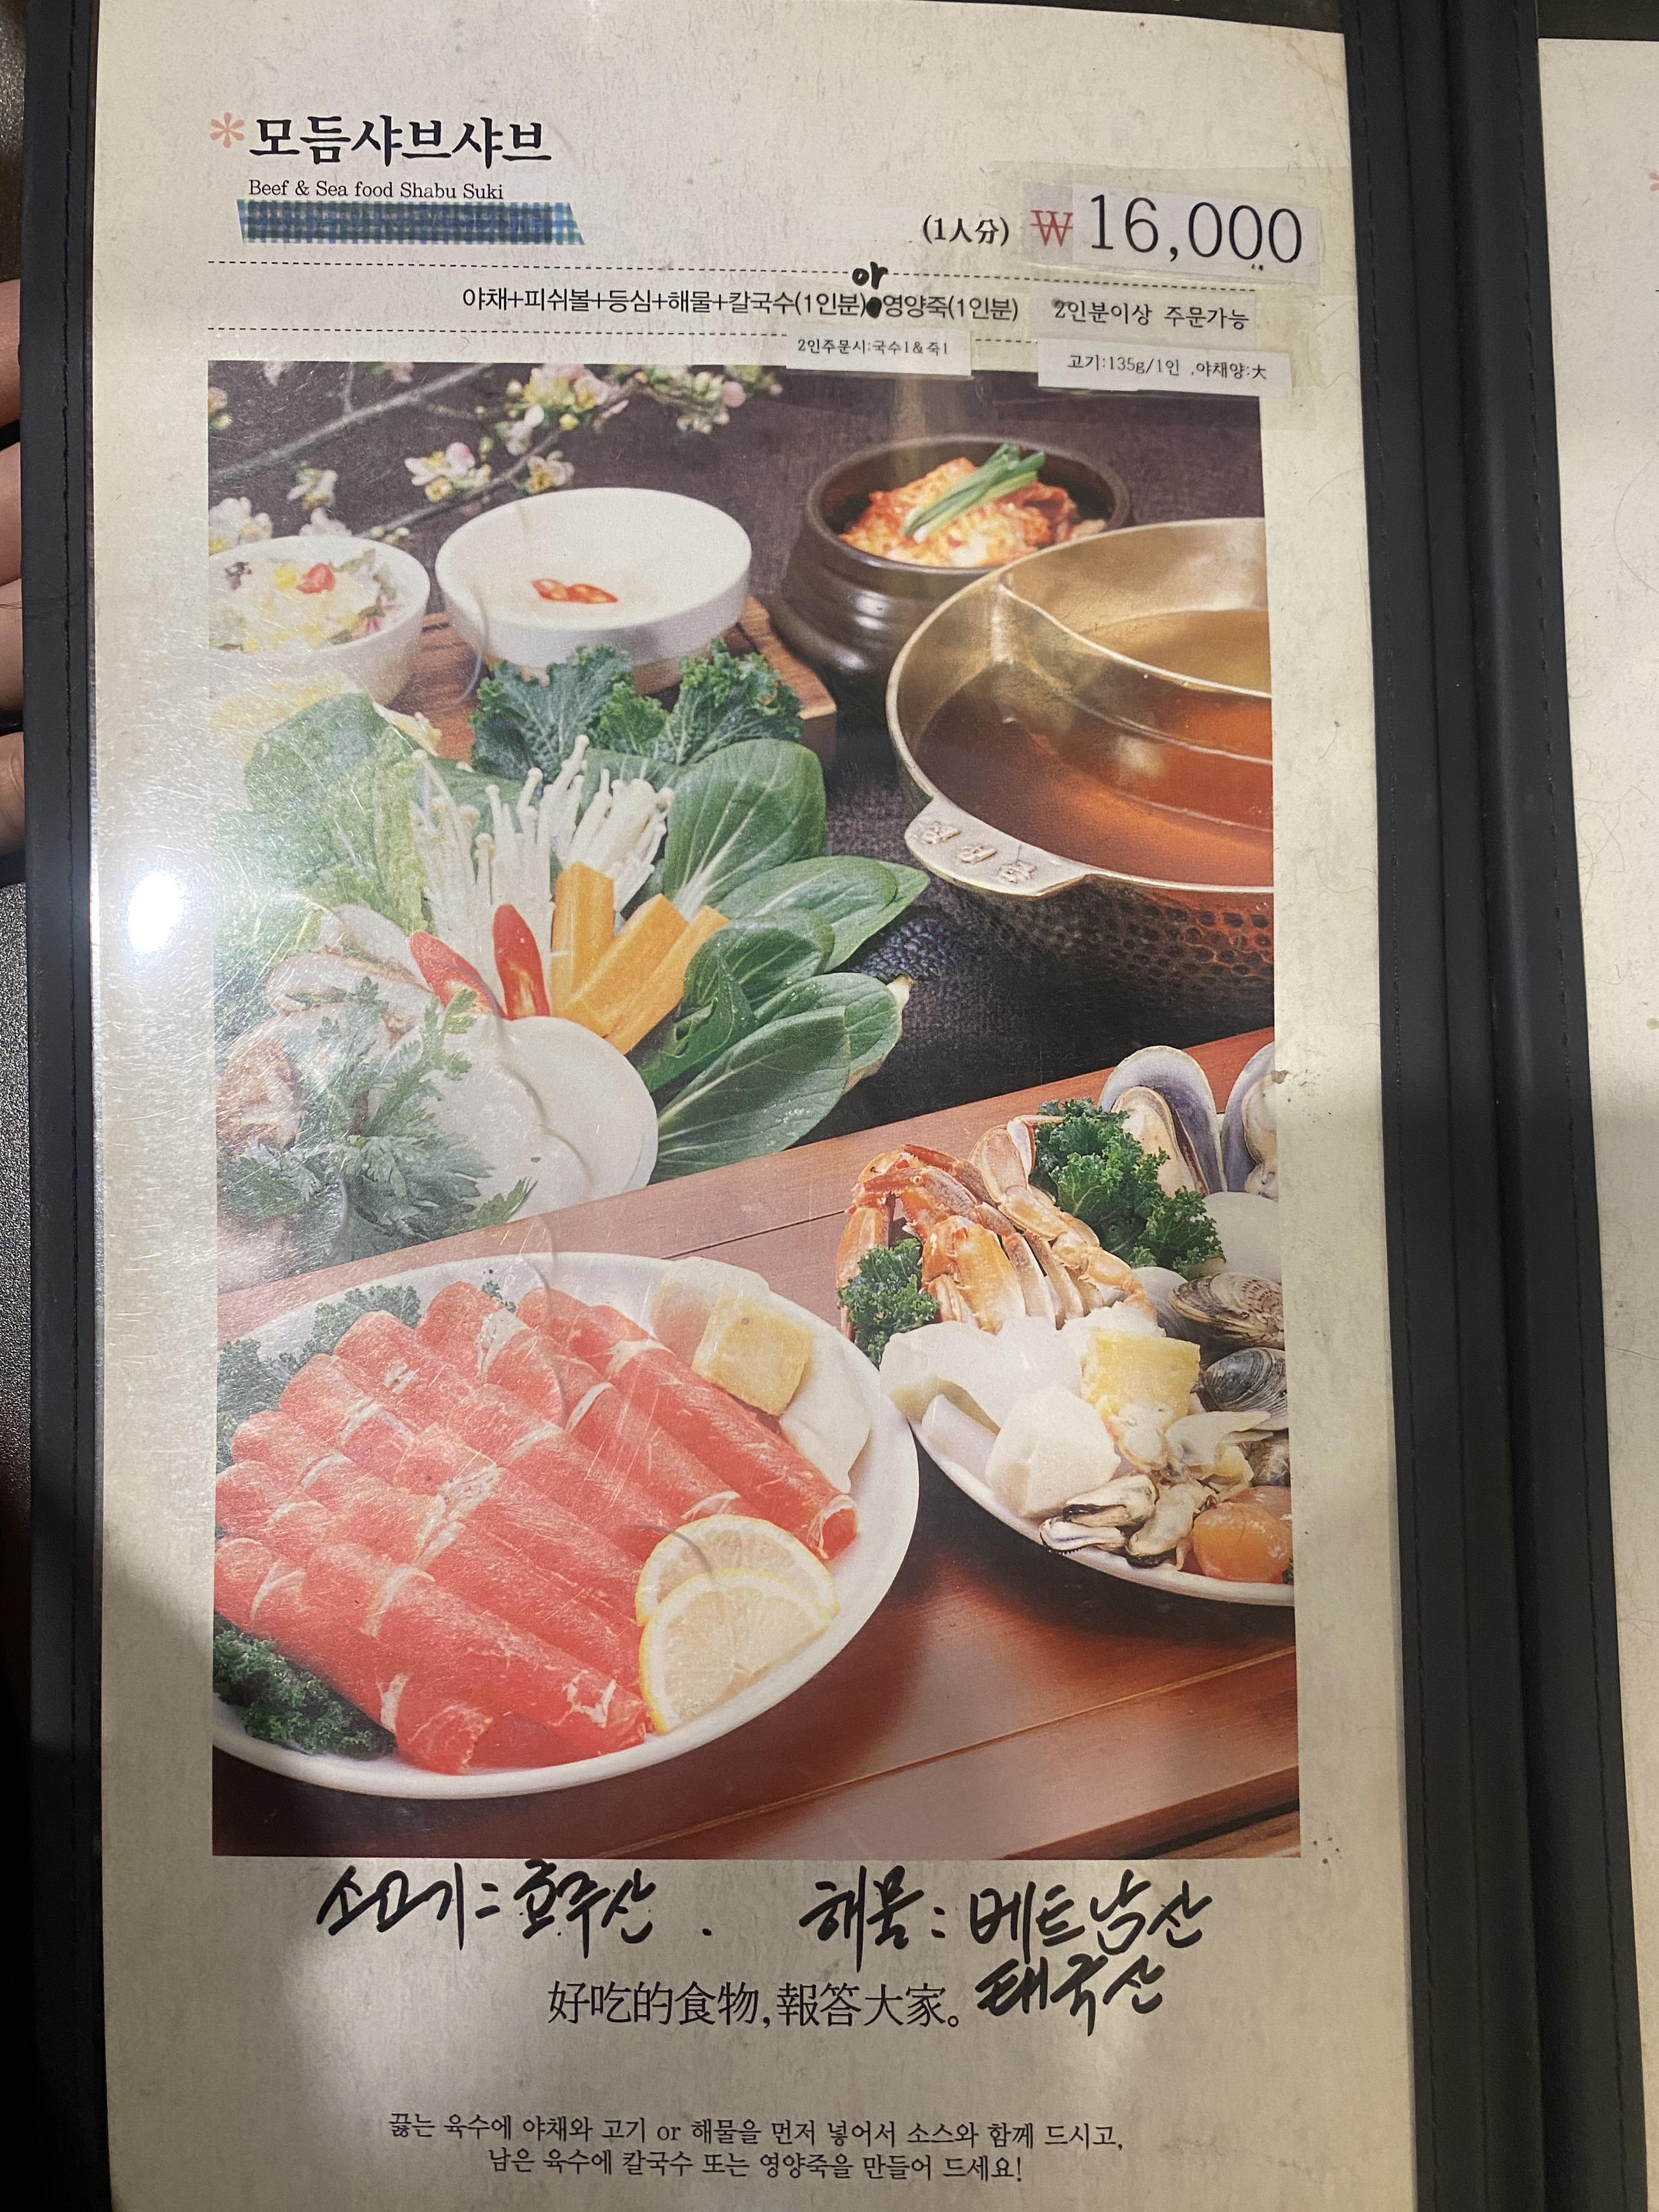 *모듬샤브샤브
Beef & Sea food Shabu Suki
(1人分) ₩16,000
or
야채+피쉬볼+등심+해물+칼국수(1인분) 영양죽(1인분) 2인분이상 주문가능
2인주문시:국수1&죽1
고기:135g/1인 ,야채양:大
소고기=호주산. 해물: 베트남산
태국산
好吃的食物,報答大家。
끓는 육수에 야채와 고기 or 해물을 먼저 넣어서 소스와 함께 드시고,
남은 육수에 칼국수 또는 영양죽을 만들어 드세요!